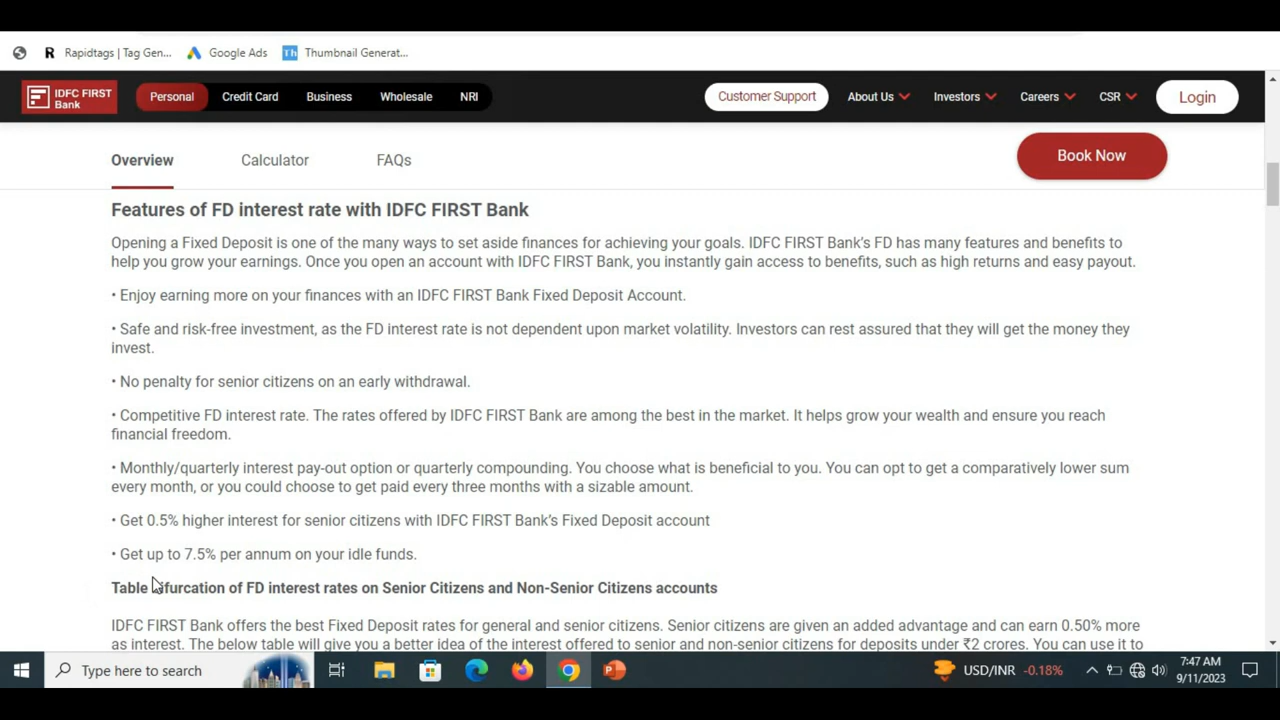 Rapidtags | Tag Gen...
Google Ads
Th Thumbnail Generat...
IDFC FIRST
Bank
Personal
Credit Card
Business
Wholesale
NRI
Customer Support
About Us
Investors
Careers
CSR
Login
Overview
Calculator
FAQs
Book Now
Features of FD interest rate with IDFC FIRST Bank
Opening a Fixed Deposit is one of the many ways to set aside finances for achieving your goals. IDFC FIRST Bank's FD has many features and benefits to
help you grow your earnings. Once you open an account with IDFC FIRST Bank, you instantly gain access to benefits, such as high returns and easy payout.
• Enjoy earning more on your finances with an IDFC FIRST Bank Fixed Deposit Account.
• Safe and risk-free investment, as the FD interest rate is not dependent upon market volatility. Investors can rest assured that they will get the money they
invest.
• No penalty for senior citizens on an early withdrawal.
• Competitive FD interest rate. The rates offered by IDFC FIRST Bank are among the best in the market. It helps grow your wealth and ensure you reach
financial freedom.
• Monthly/quarterly interest pay-out option or quarterly compounding. You choose what is beneficial to you. You can opt to get a comparatively lower sum
every month, or you could choose to get paid every three months with a sizable amount.
• Get 0.5% higher interest for senior citizens with IDFC FIRST Bank's Fixed Deposit account
• Get up to 7.5% per annum on your idle funds.
Table bifurcation of FD interest rates on Senior Citizens and Non-Senior Citizens accounts
IDFC FIRST Bank offers the best Fixed Deposit rates for general and senior citizens. Senior citizens are given an added advantage and can earn 0.50% more
as interest. The below table will give you a better idea of the interest offered to senior and non-senior citizens for deposits under ₹2 crores. You can use it to
Type here to search
USD/INR -0.18%
7:47 AM
9/11/2023